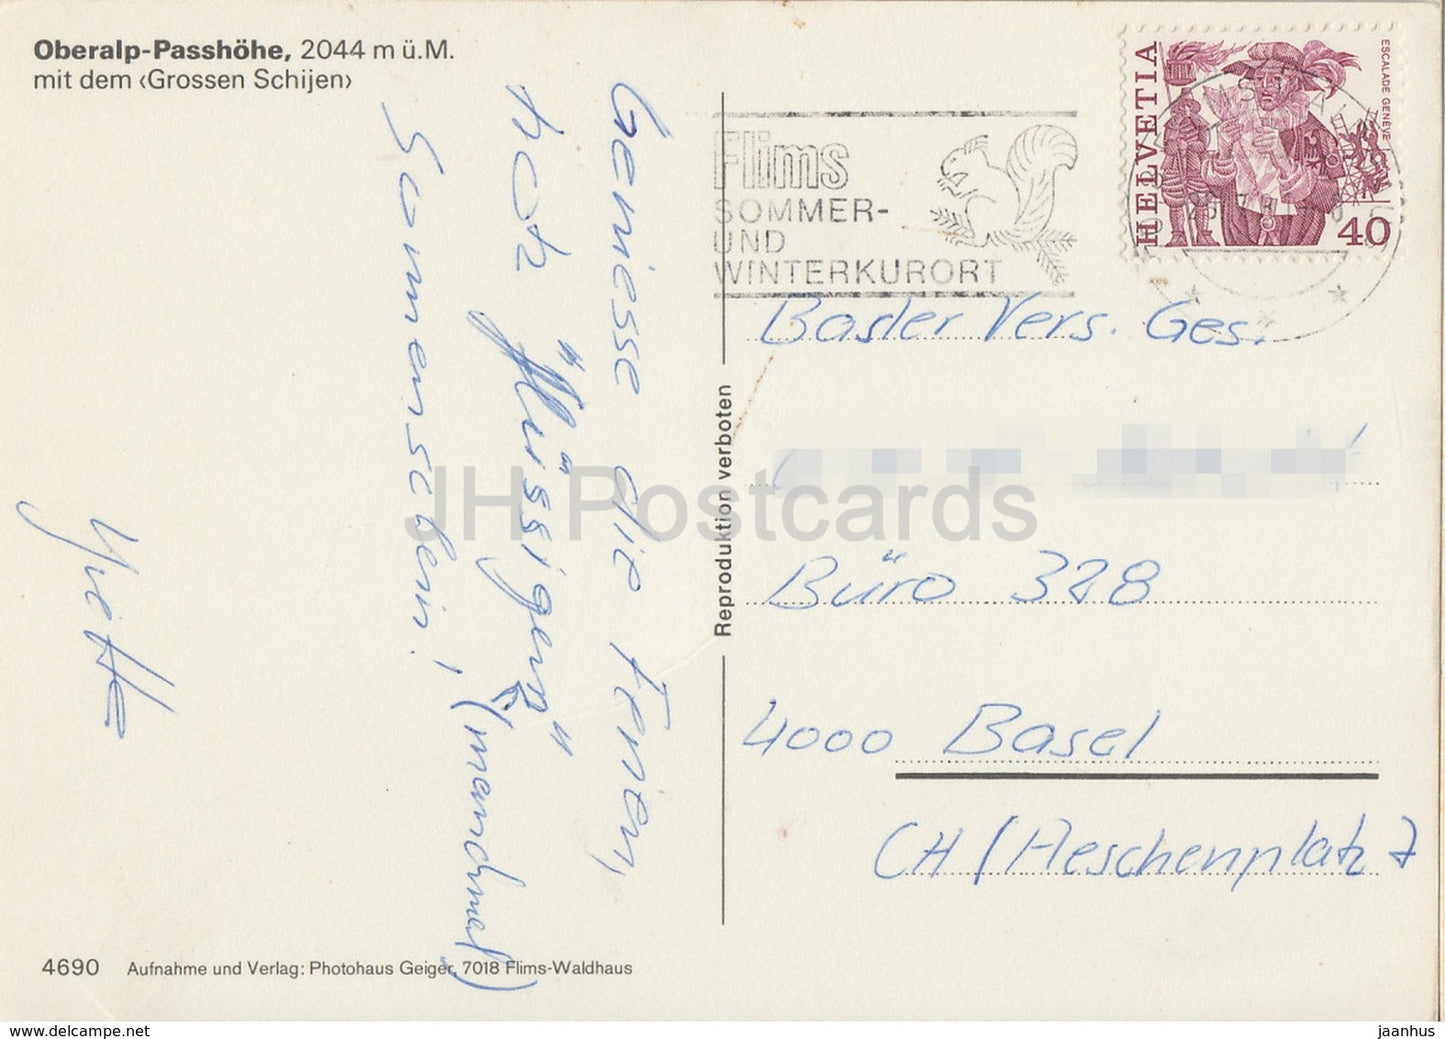 Oberalp-Passhöhe, 2044 m ü.M.
mit dem ‹Grossen Schijen›
Geniesse die Ferien,
trotz "flüssigem"
Sonnenschein! (manchmal)
Yvette
4690 Aufnahme und Verlag: Photohaus Geiger, 7018 Flims-Waldhaus
Reproduktion verboten
Flims
SOMMER-
UND
WINTERKURORT
HELVETIA
ESCALADE GENÈVE
40
Basler Vers. Ges.
Büro 328
4000 Basel
CH / Aeschenplatz 7
JH Postcards
www.delcampe.net
jaanhus